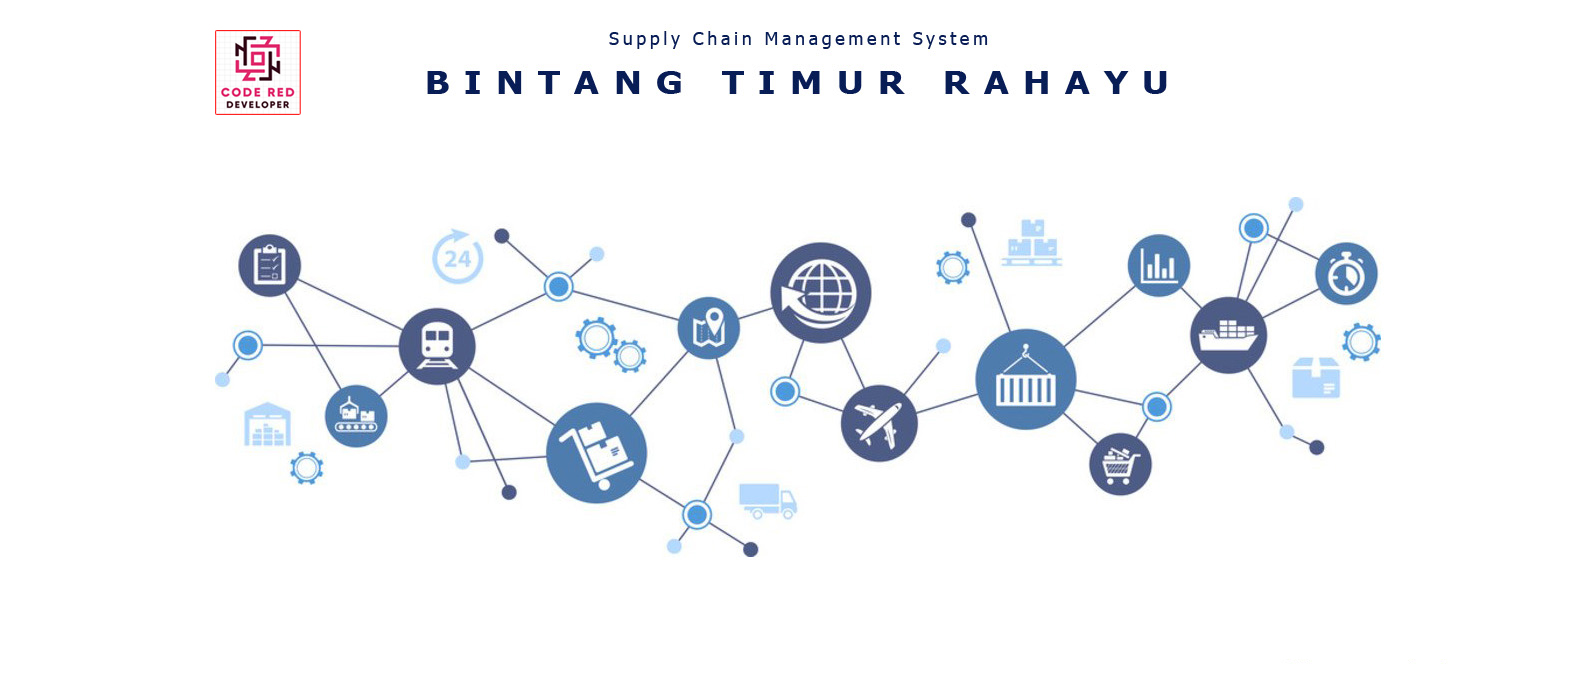 Supply Chain Management System
BINTANG TIMUR RAHAYU
CODE RED
DEVELOPER
24